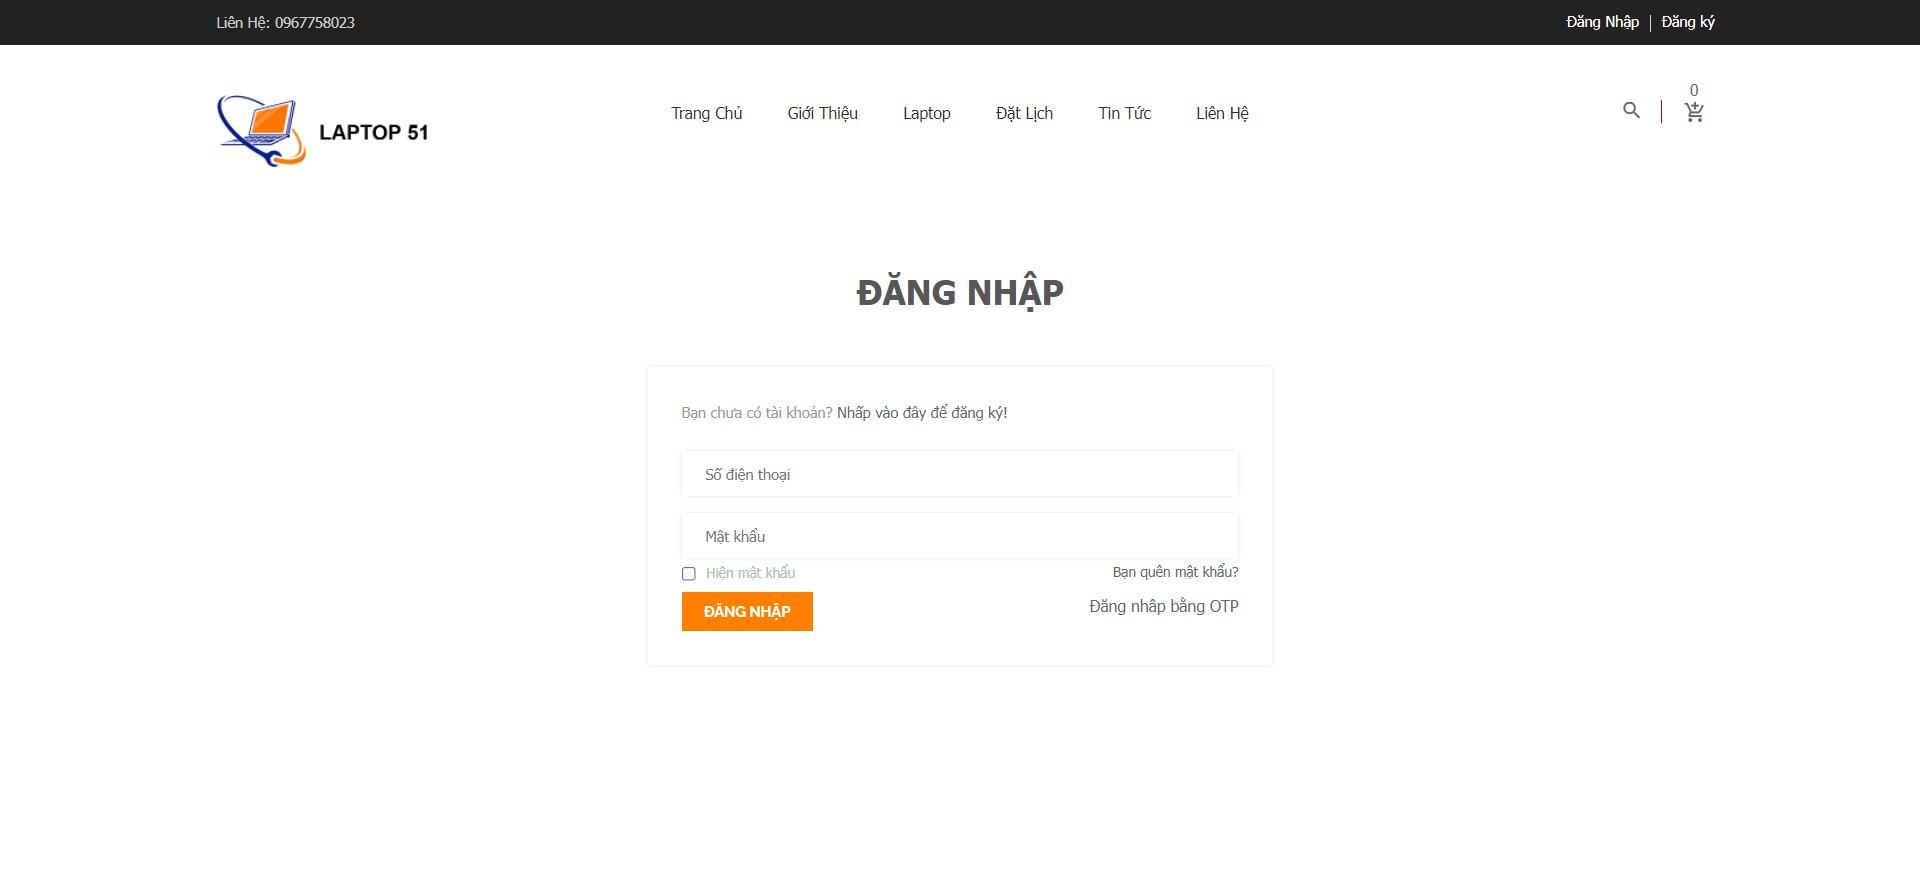 Liên Hệ: 0967758023
Đăng Nhập | Đăng ký
LAPTOP 51
Trang Chủ Giới Thiệu Laptop Đặt Lịch Tin Tức Liên Hệ
0
ĐĂNG NHẬP
Bạn chưa có tài khoản? Nhấp vào đây để đăng ký!
Số điện thoại
Mật khẩu
Hiện mật khẩu Bạn quên mật khẩu?
ĐĂNG NHẬP Đăng nhâp bằng OTP